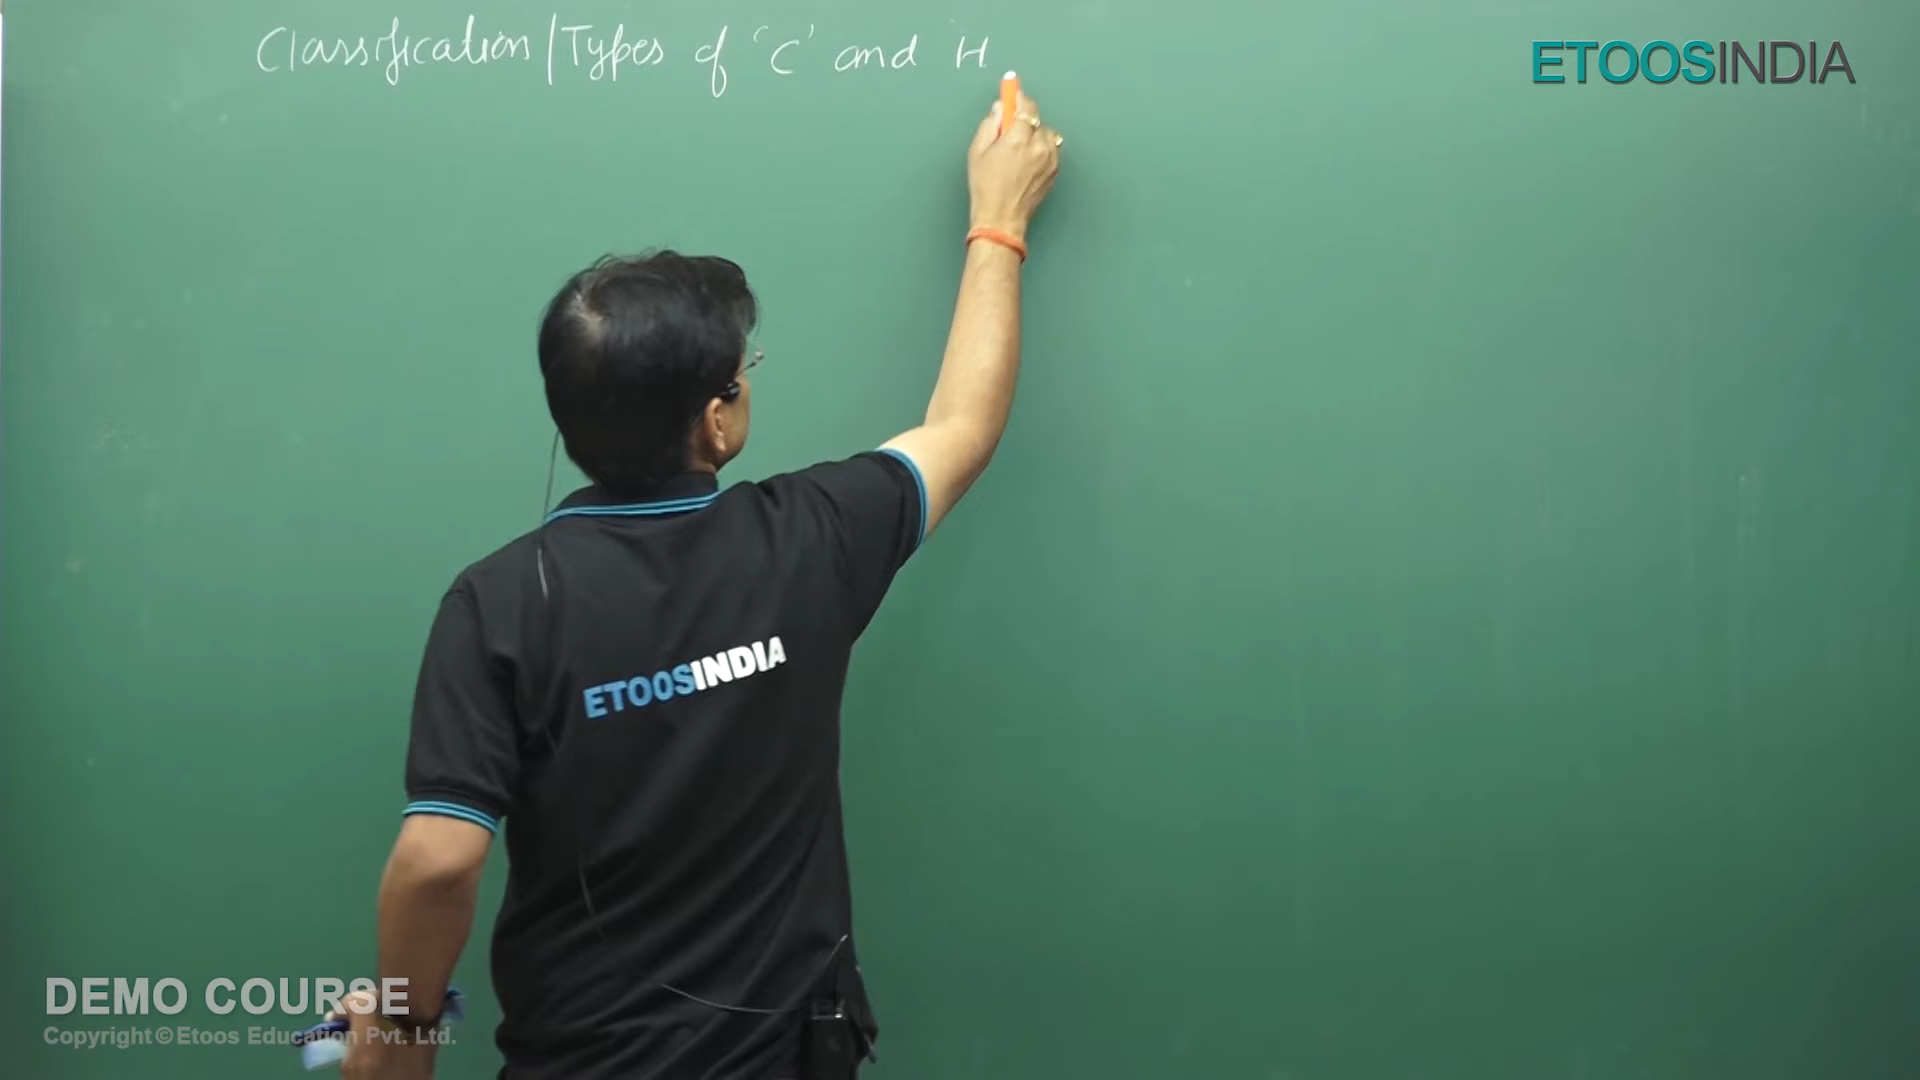 Classification/Types of 'C' and H
ETOOSINDIA
ETOOSINDIA
DEMO COURSE
Copyright©Etoos Education Pvt. Ltd.